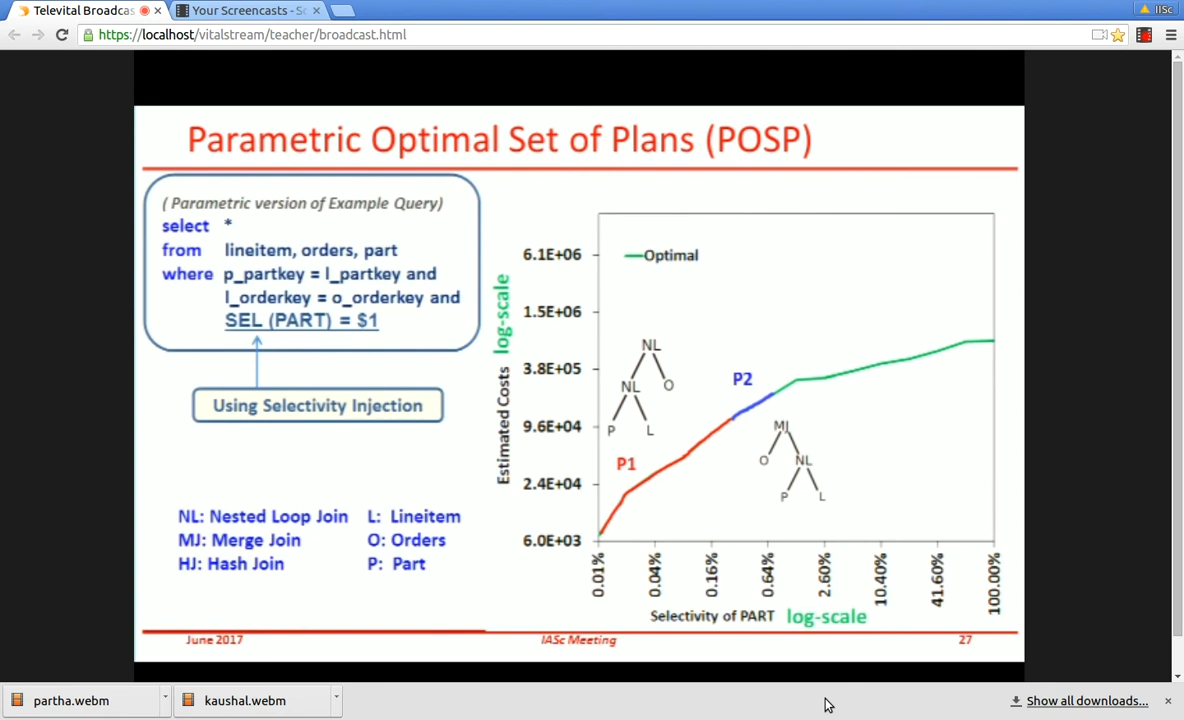 Televital Broadcas
Your Screencasts - Sc
IISc
https://localhost/vitalstream/teacher/broadcast.html
Parametric Optimal Set of Plans (POSP)
( Parametric version of Example Query)
select *
from lineitem, orders, part
where p_partkey = l_partkey and
l_orderkey = o_orderkey and
SEL (PART) = $1
Using Selectivity Injection
NL: Nested Loop Join L: Lineitem
MJ: Merge Join O: Orders
HJ: Hash Join P: Part
Estimated Costs log-scale
6.1E+06
1.5E+06
3.8E+05
9.6E+04
2.4E+04
6.0E+03
Optimal
NL
NL O
P L
P1
P2
MJ
O NL
P L
0.01% 0.04% 0.16% 0.64% 2.60% 10.40% 41.60% 100.00%
Selectivity of PART log-scale
June 2017 IASc Meeting 27
partha.webm kaushal.webm Show all downloads...